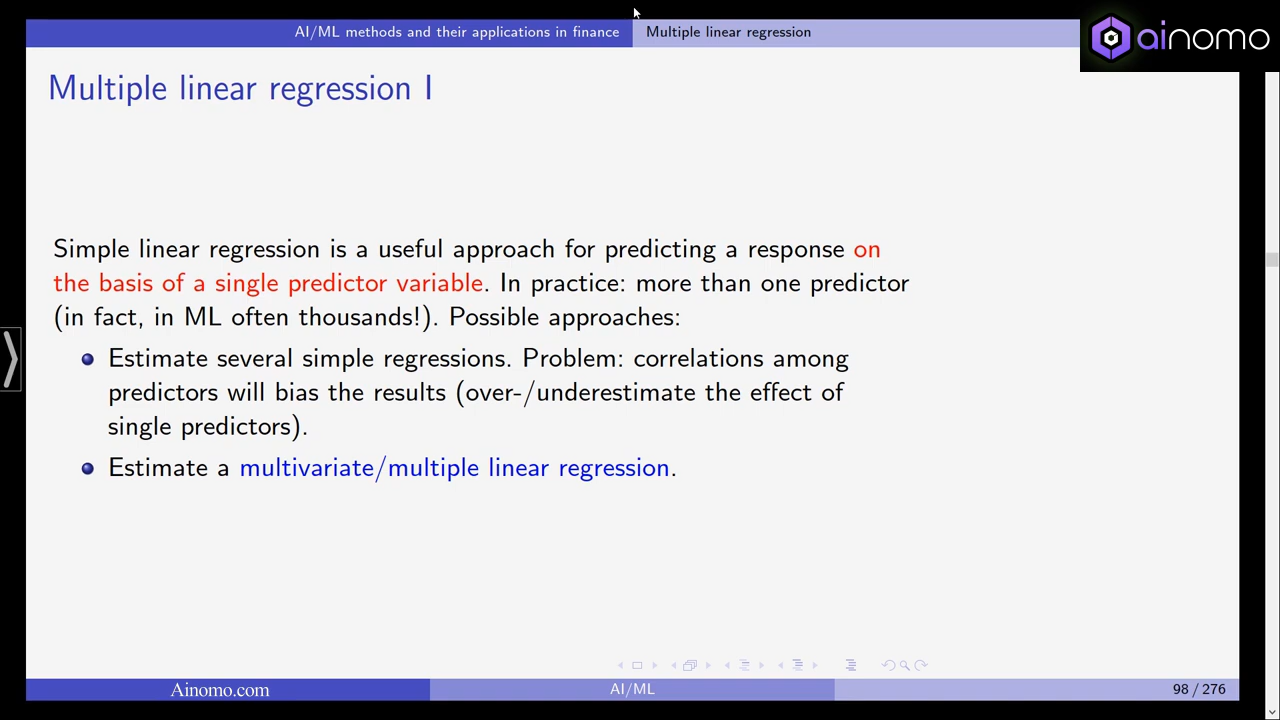 AI/ML methods and their applications in finance
Multiple linear regression
ainomo
Multiple linear regression I
Simple linear regression is a useful approach for predicting a response on
the basis of a single predictor variable. In practice: more than one predictor
(in fact, in ML often thousands!). Possible approaches:
Estimate several simple regressions. Problem: correlations among
predictors will bias the results (over-/underestimate the effect of
single predictors).
Estimate a multivariate/multiple linear regression.
Ainomo.com
AI/ML
98 / 276